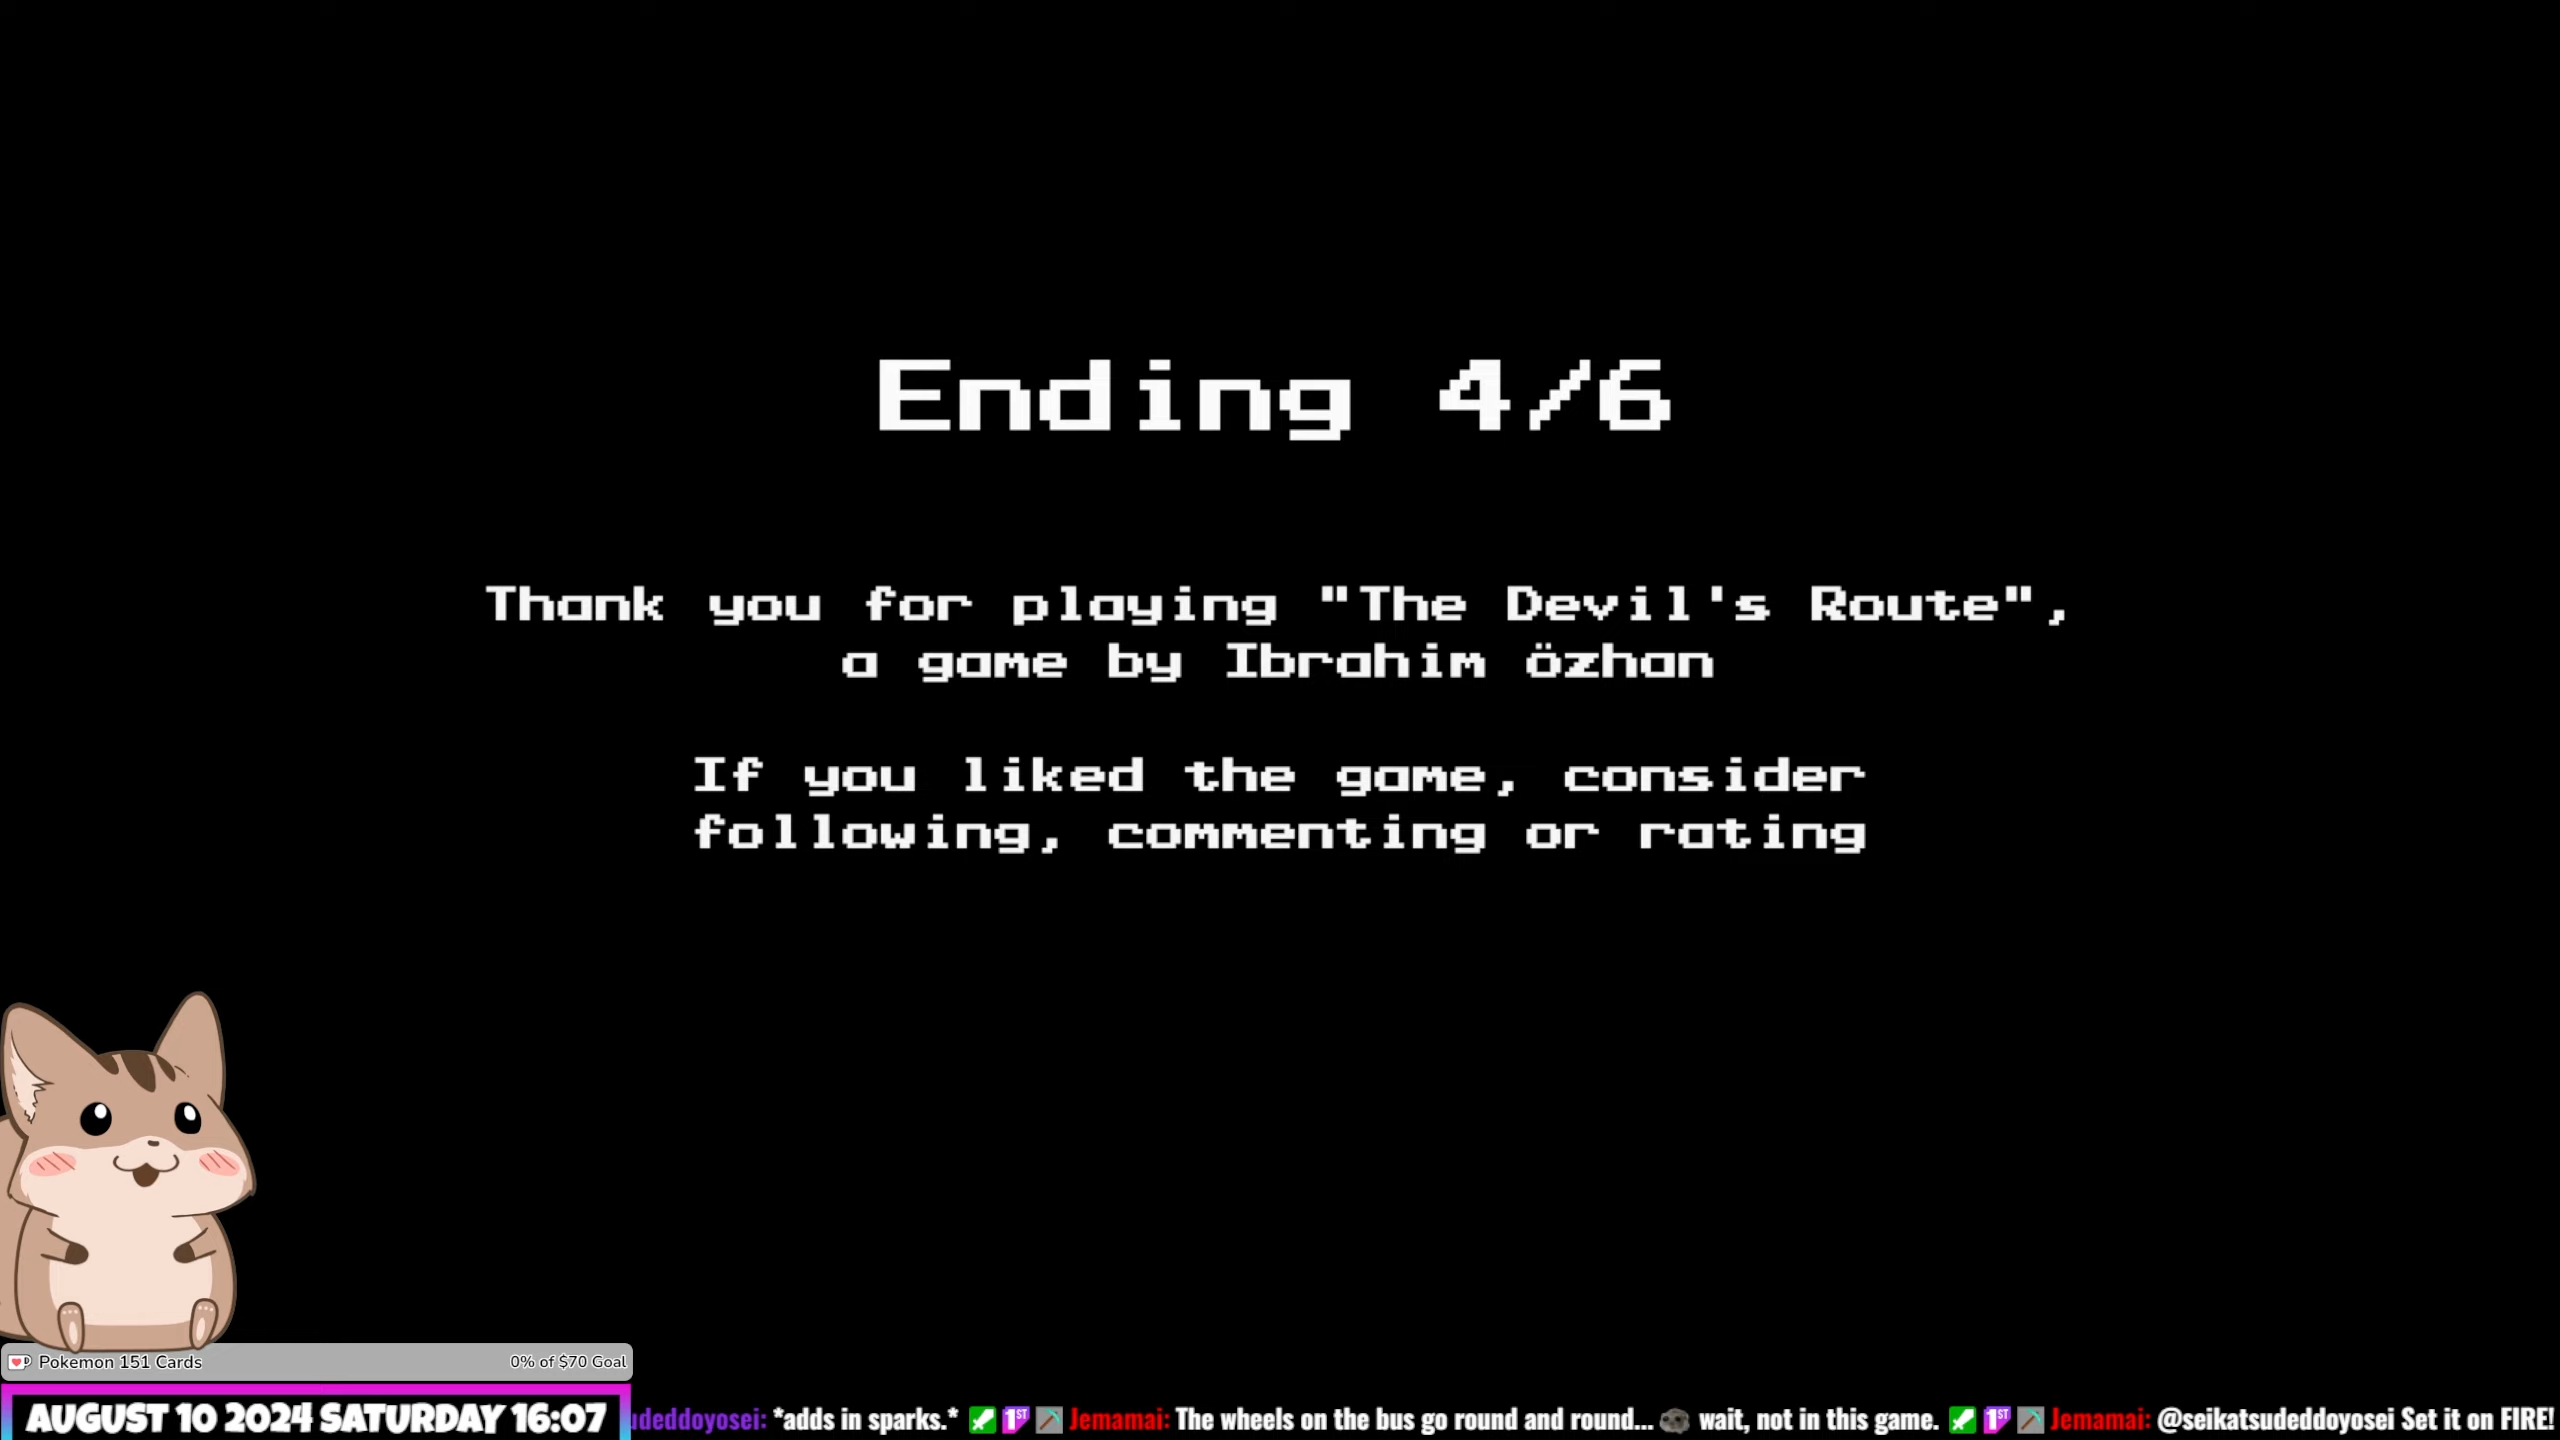 Ending 4/6
Thank you for playing "The Devil's Route",
a game by Ibrahim özhan
If you liked the game, consider
following, commenting or rating
Pokemon 151 Cards 0% of $70 Goal
AUGUST 10 2024 SATURDAY 16:07
udeddoyosei: *adds in sparks.* 1ST Jemamai: The wheels on the bus go round and round... wait, not in this game. 1ST Jemamai: @seikatsudeddoyosei Set it on FIRE!